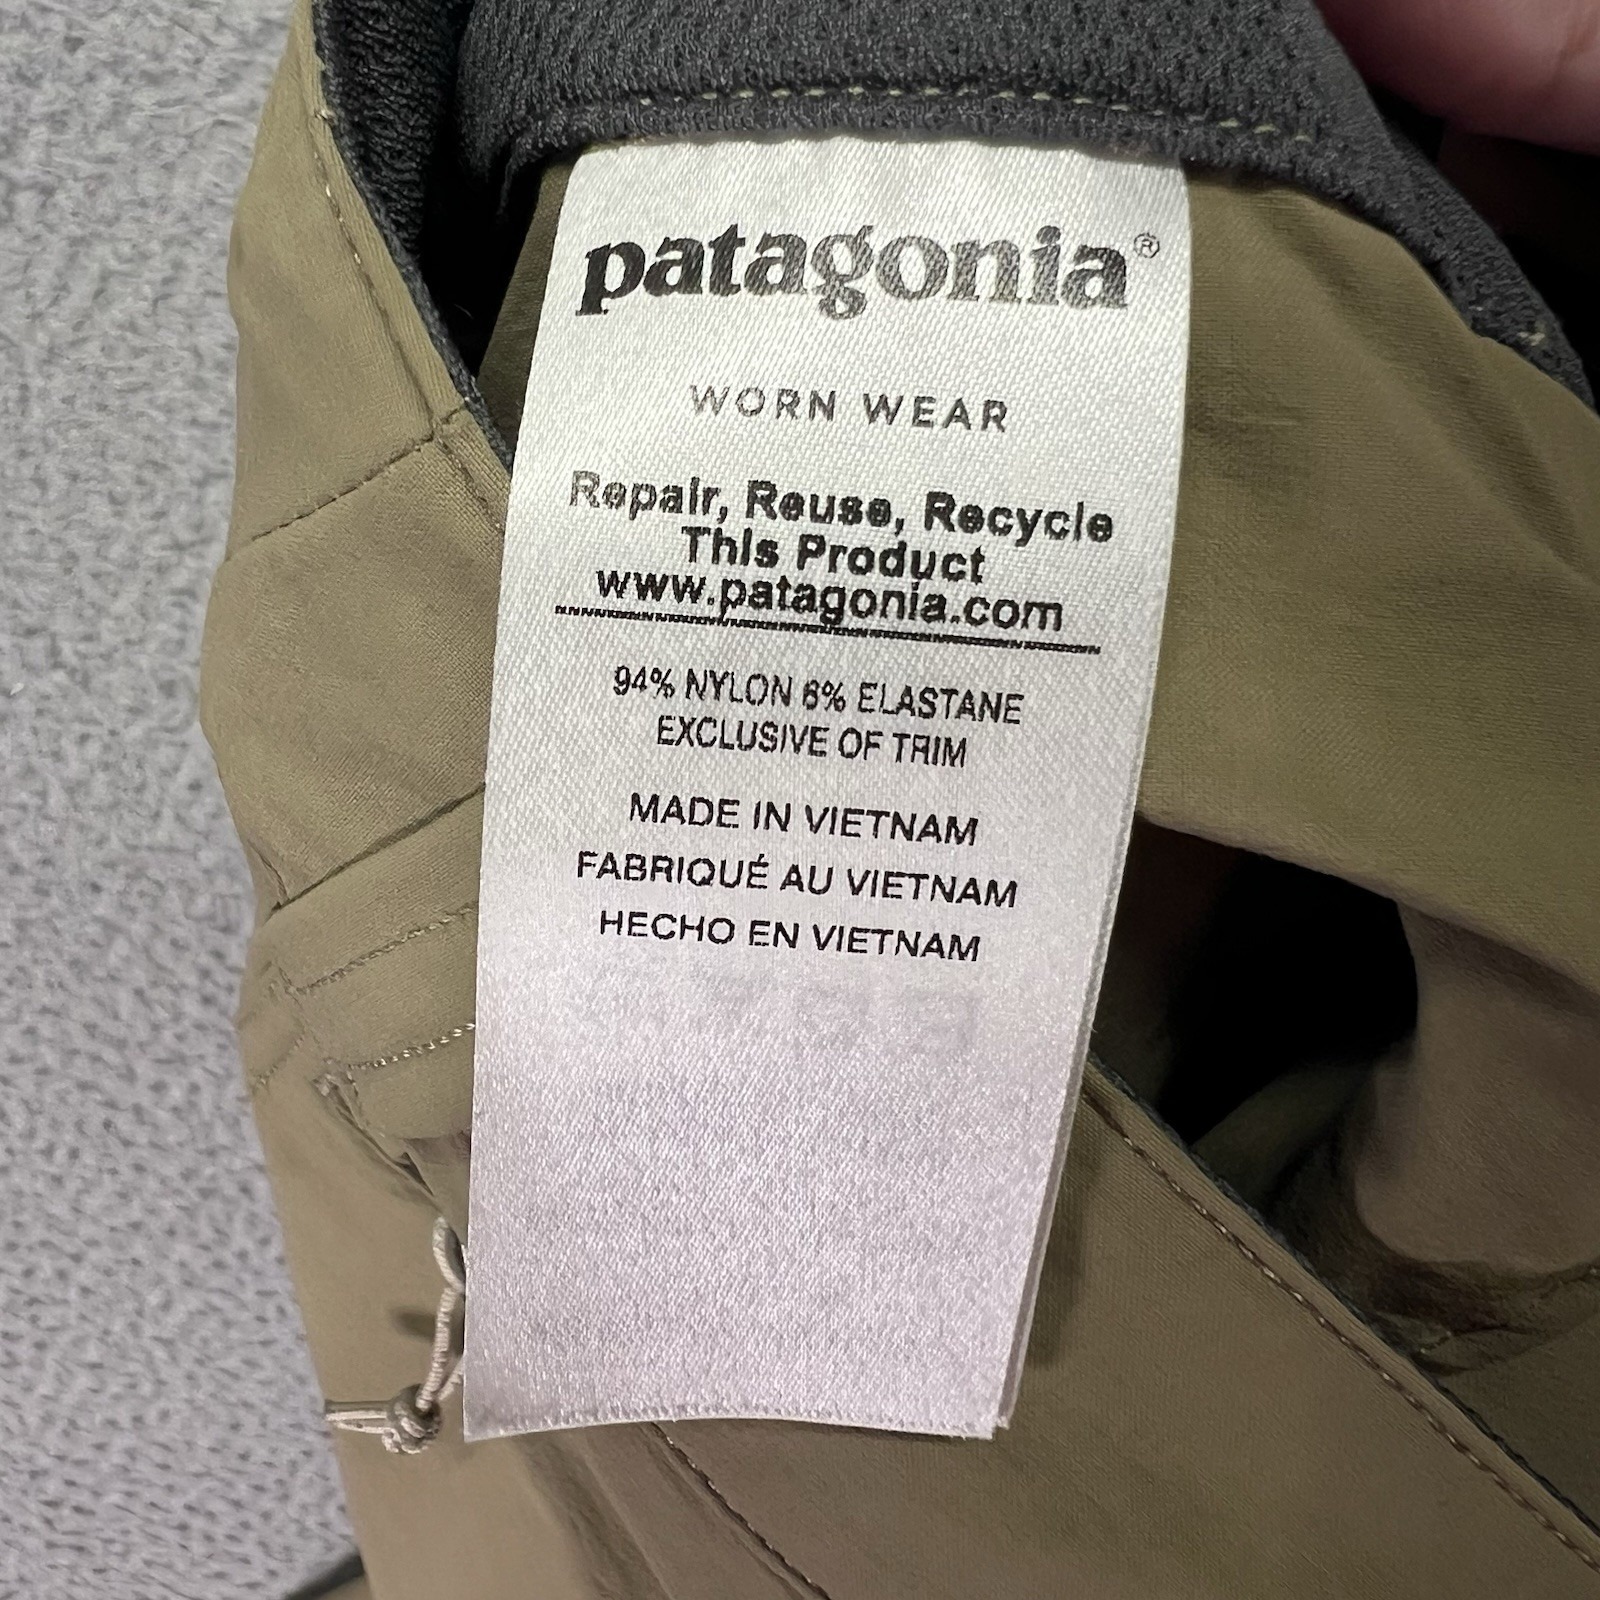 patagonia®
WORN WEAR
Repair, Reuse, Recycle
This Product
www.patagonia.com
94% NYLON 6% ELASTANE
EXCLUSIVE OF TRIM
MADE IN VIETNAM
FABRIQUÉ AU VIETNAM
HECHO EN VIETNAM